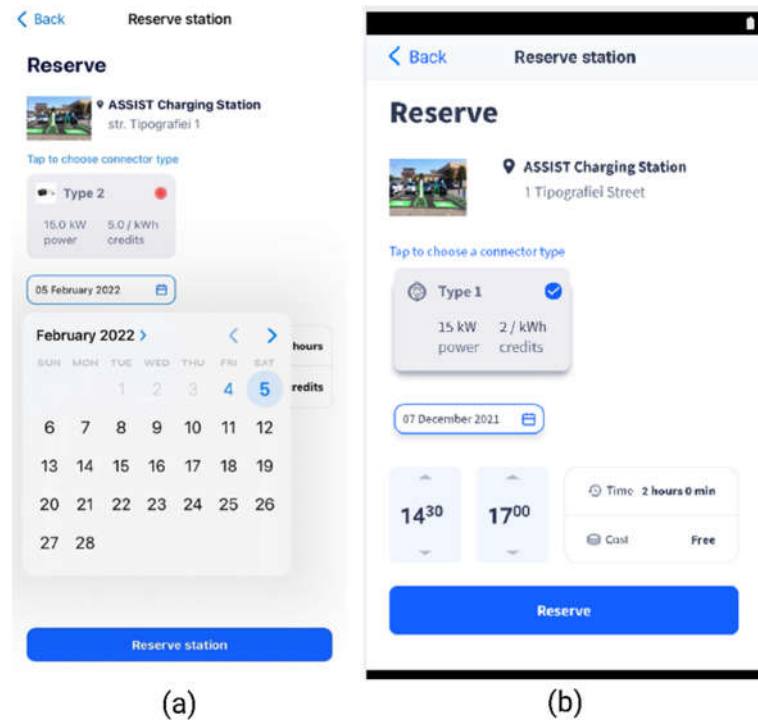 Back Reserve station
Reserve
ASSIST Charging Station
str. Tipografiei 1
Tap to choose connector type
Type 2
15.0 kW 5.0 / kWh
power credits
05 February 2022
February 2022
SUN MON TUE WED THU FRI SAT
1 2 3 4 5
6 7 8 9 10 11 12
13 14 15 16 17 18 19
20 21 22 23 24 25 26
27 28
hours
redits
Reserve station
(a)
Back Reserve station
Reserve
ASSIST Charging Station
1 Tipografiei Street
Tap to choose a connector type
Type 1
15 kW 2 / kWh
power credits
07 December 2021
14 30 17 00
Time 2 hours 0 min
Cost Free
Reserve
(b)